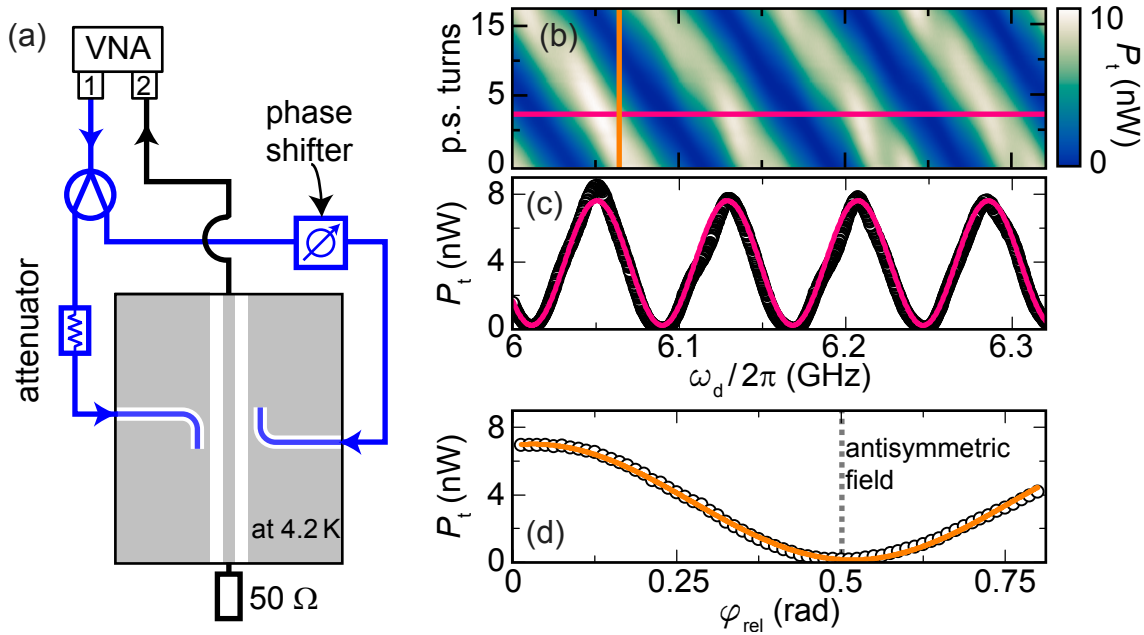 (a)
VNA
1 2
phase
shifter
attenuator
at 4.2 K
50 Ω
(b)
p.s. turns
15
5
0
10
0
P_t (nW)
(c)
P_t (nW)
8
4
0
6 6.1 6.2 6.3
ω_d/2π (GHz)
(d)
P_t (nW)
8
4
0
antisymmetric
field
0 0.25 0.5 0.75
φ_rel (rad)